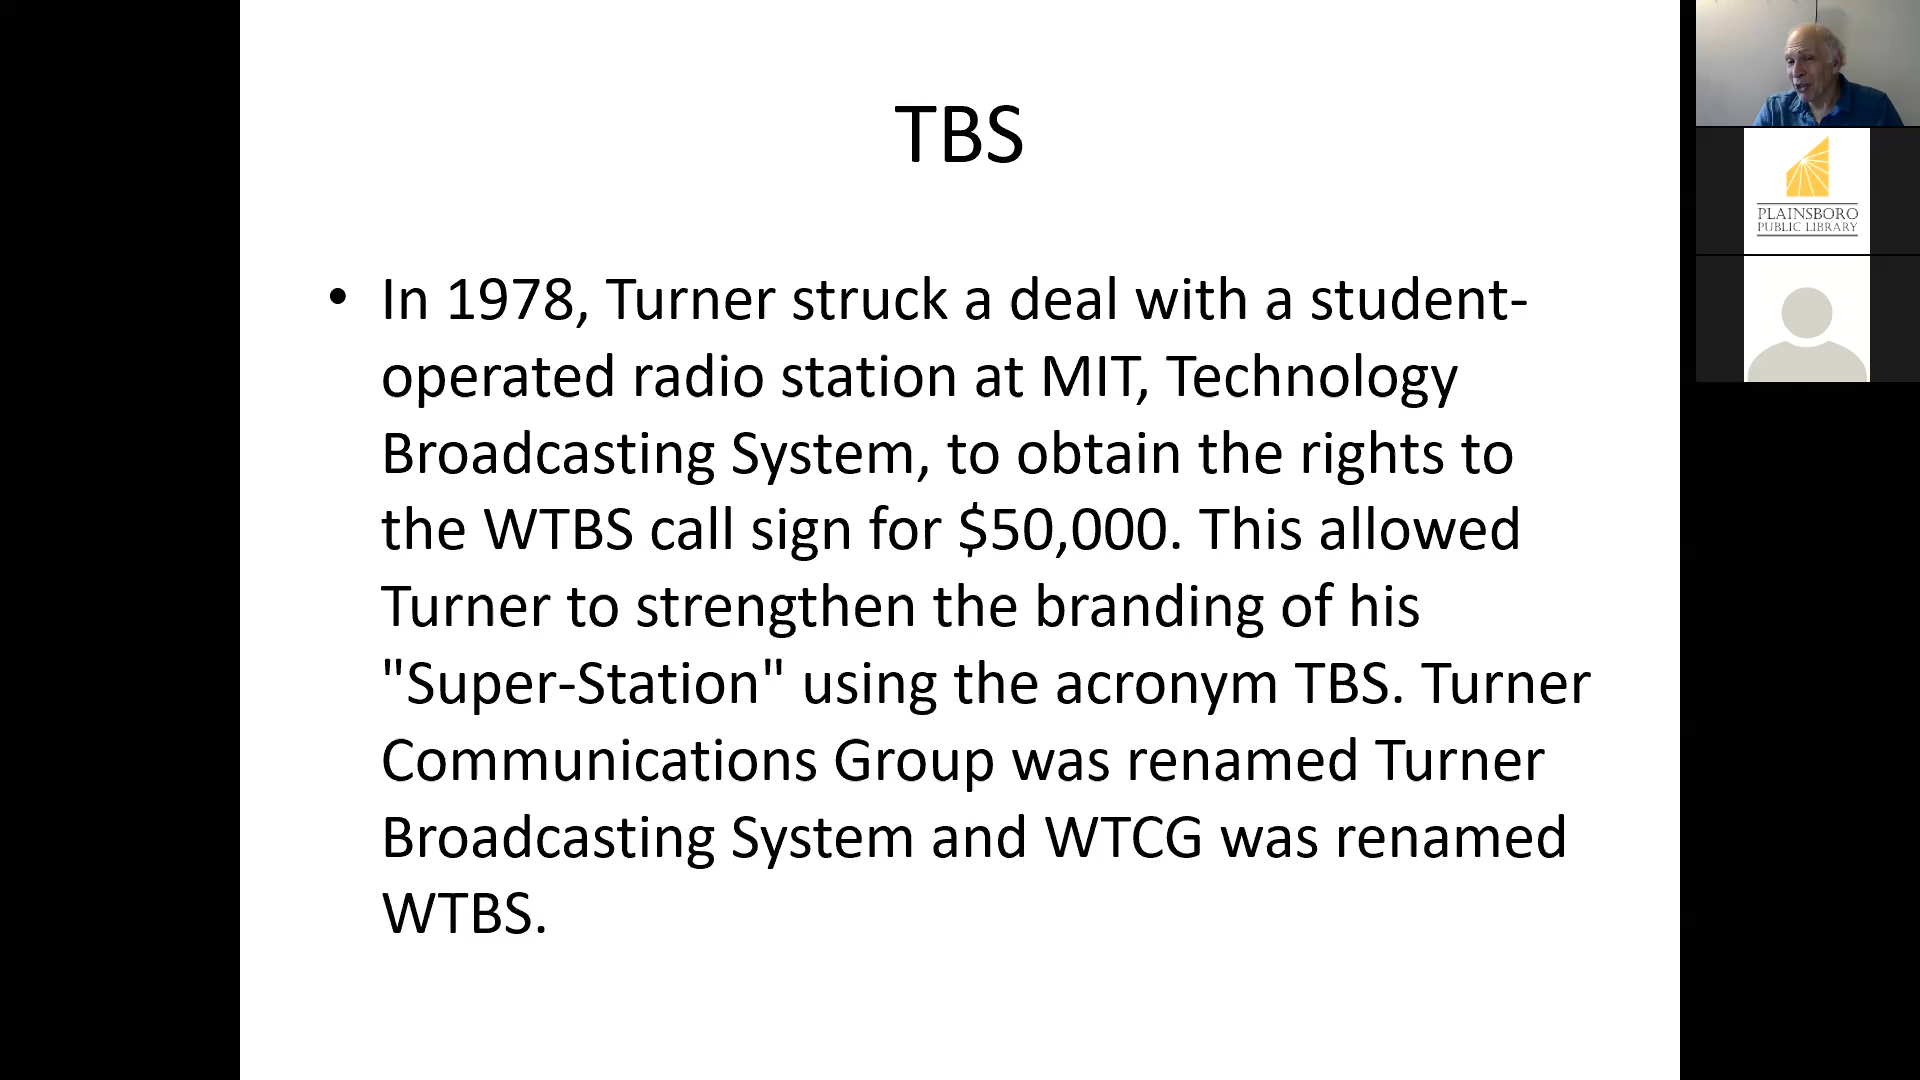 TBS
• In 1978, Turner struck a deal with a student-
operated radio station at MIT, Technology
Broadcasting System, to obtain the rights to
the WTBS call sign for $50,000. This allowed
Turner to strengthen the branding of his
"Super-Station" using the acronym TBS. Turner
Communications Group was renamed Turner
Broadcasting System and WTCG was renamed
WTBS.
PLAINSBORO
PUBLIC LIBRARY